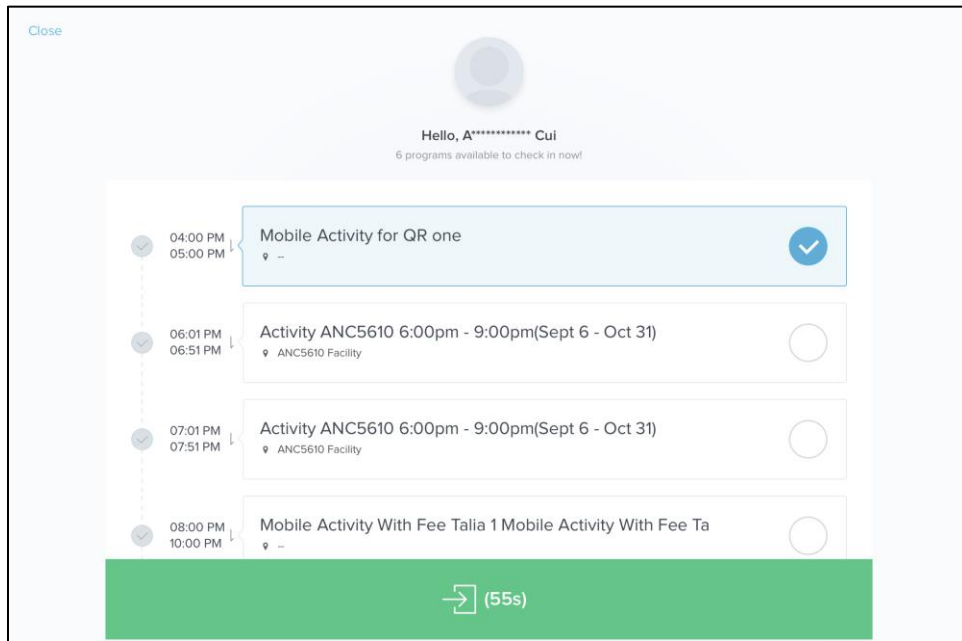 Close
Hello, A************ Cui
6 programs available to check in now!
04:00 PM
05:00 PM
Mobile Activity for QR one
--
06:01 PM
06:51 PM
Activity ANC5610 6:00pm - 9:00pm(Sept 6 - Oct 31)
ANC5610 Facility
07:01 PM
07:51 PM
Activity ANC5610 6:00pm - 9:00pm(Sept 6 - Oct 31)
ANC5610 Facility
08:00 PM
10:00 PM
Mobile Activity With Fee Talia 1 Mobile Activity With Fee Ta
--
(55s)